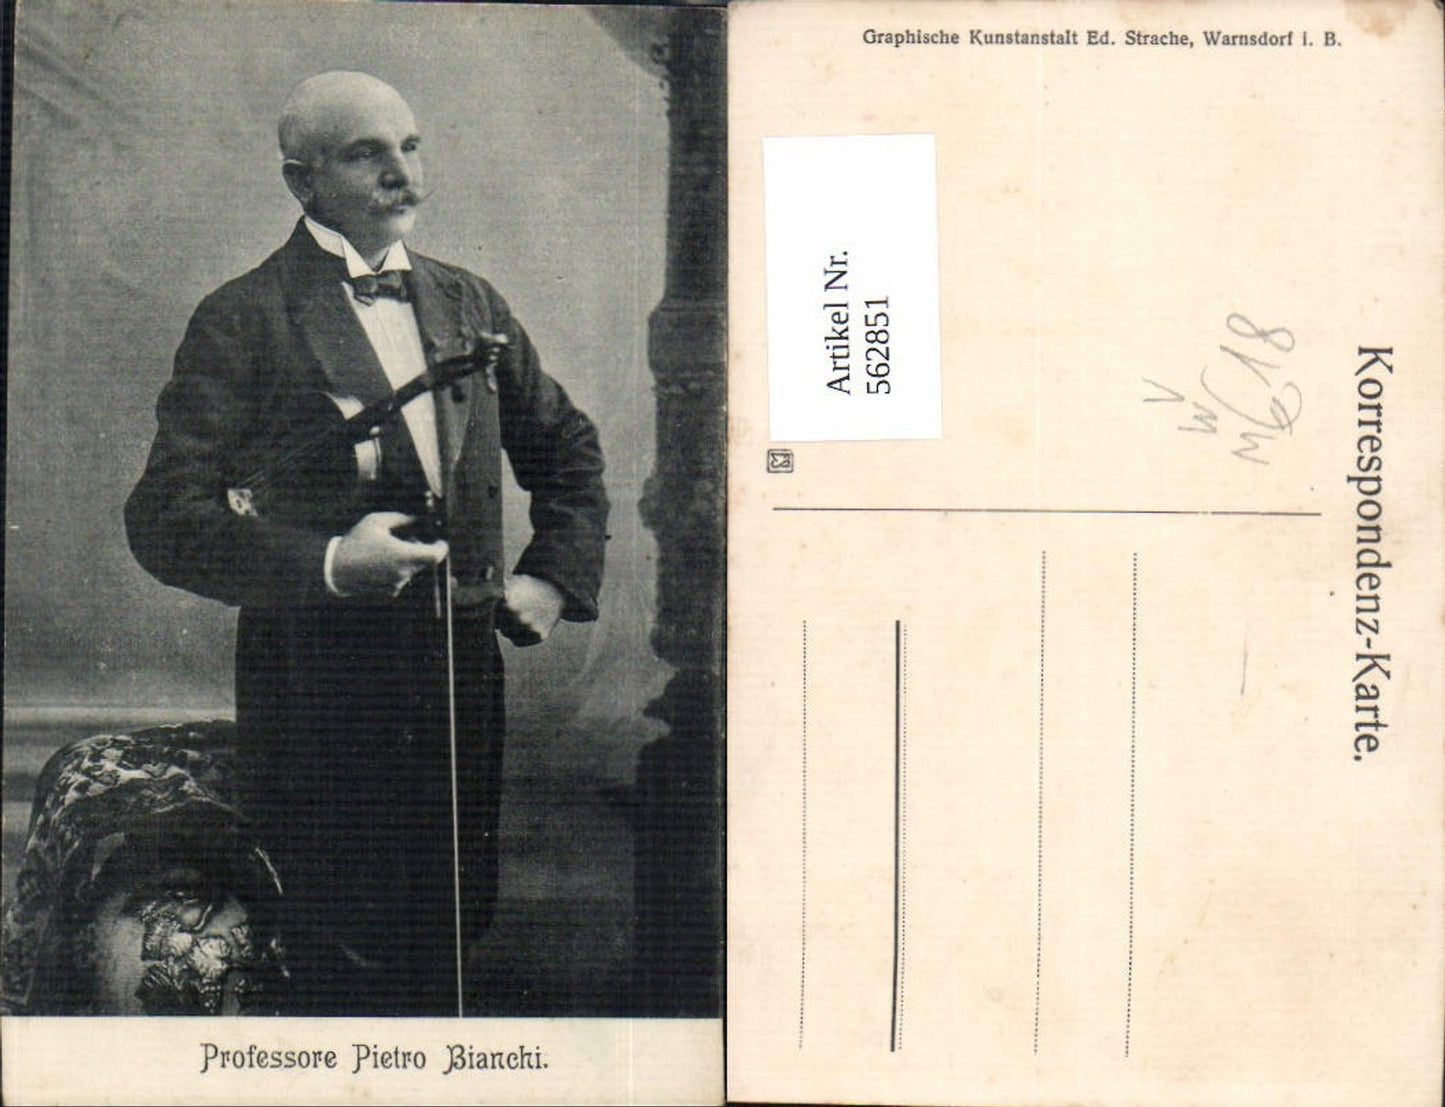 Professore Pietro Bianchi.
Graphische Kunstanstalt Ed. Strache, Warnsdorf i. B.
Artikel Nr.
562851
Korrespondenz-Karte.